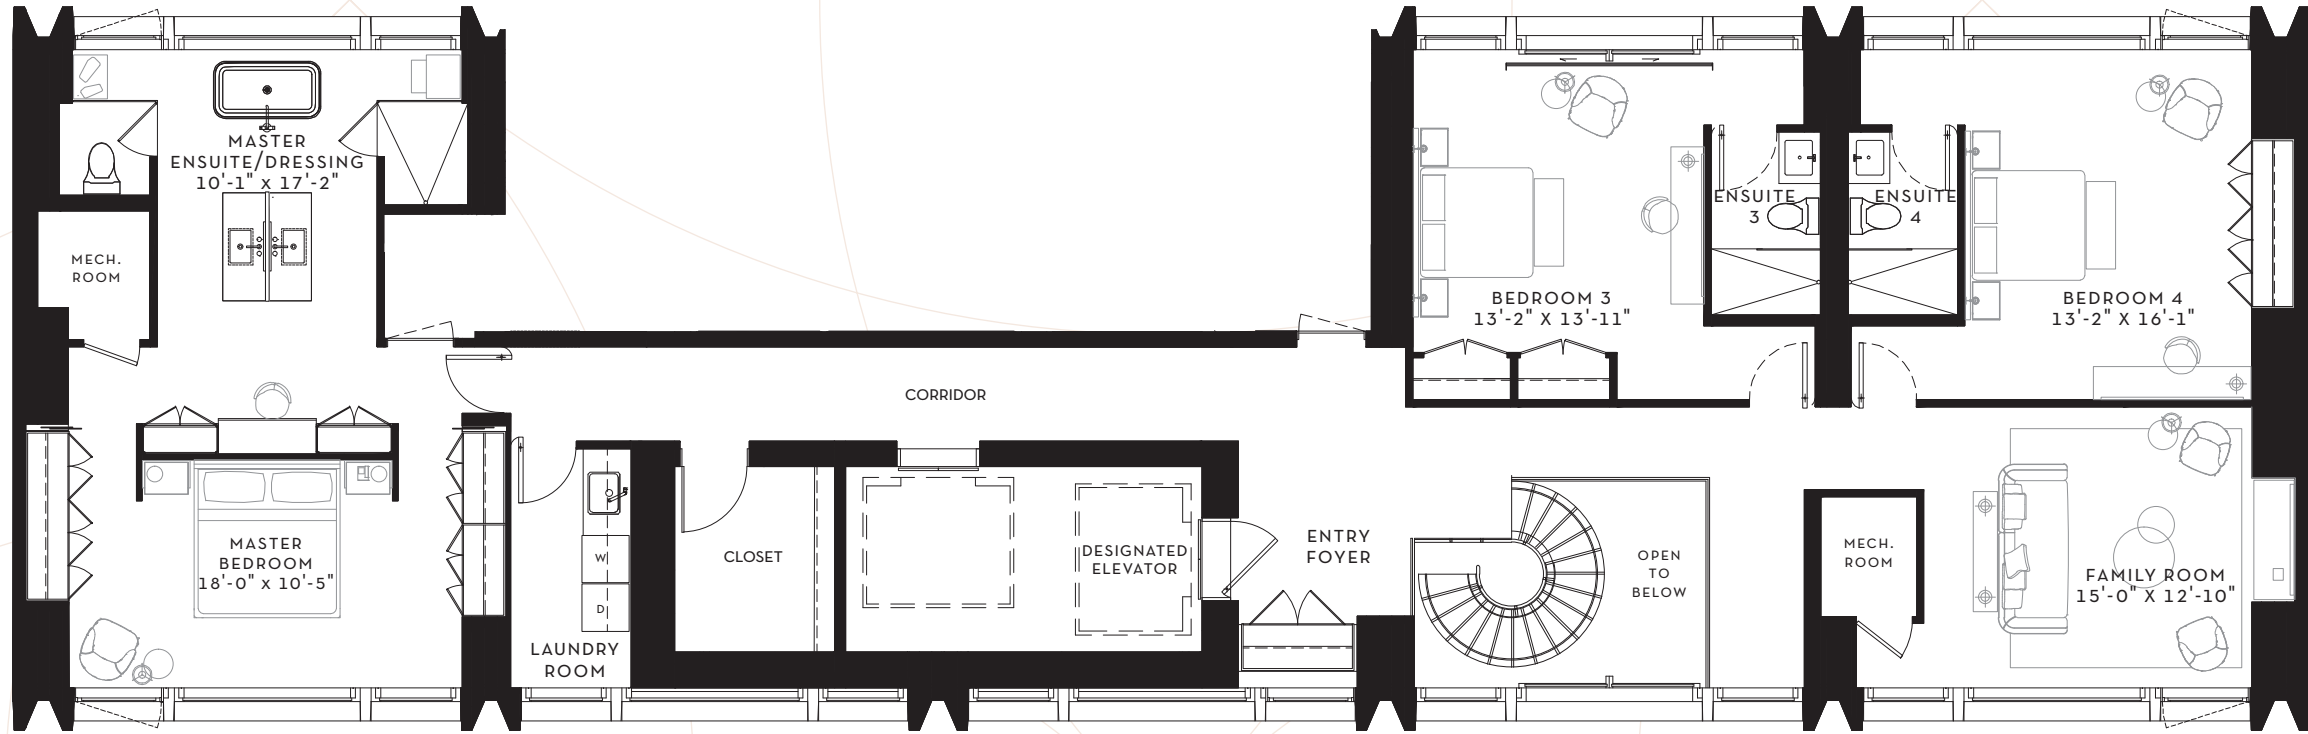 MASTER
ENSUITE/DRESSING
10'-1" X 17'-2"
MECH.
ROOM
MASTER
BEDROOM
18'-0" X 10'-5"
CORRIDOR
LAUNDRY
ROOM
W
D
CLOSET
DESIGNATED
ELEVATOR
ENTRY
FOYER
OPEN
TO
BELOW
BEDROOM 3
13'-2" X 13'-11"
ENSUITE
3
ENSUITE
4
BEDROOM 4
13'-2" X 16'-1"
MECH.
ROOM
FAMILY ROOM
15'-0" X 12'-10"